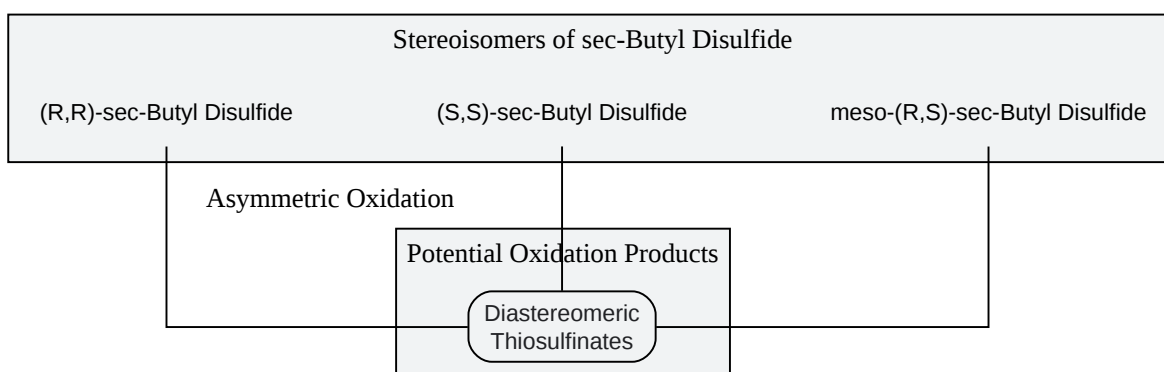 Stereoisomers of sec-Butyl Disulfide
(R,R)-sec-Butyl Disulfide
(S,S)-sec-Butyl Disulfide
meso-(R,S)-sec-Butyl Disulfide
Asymmetric Oxidation
Potential Oxidation Products
Diastereomeric
Thiosulfinates